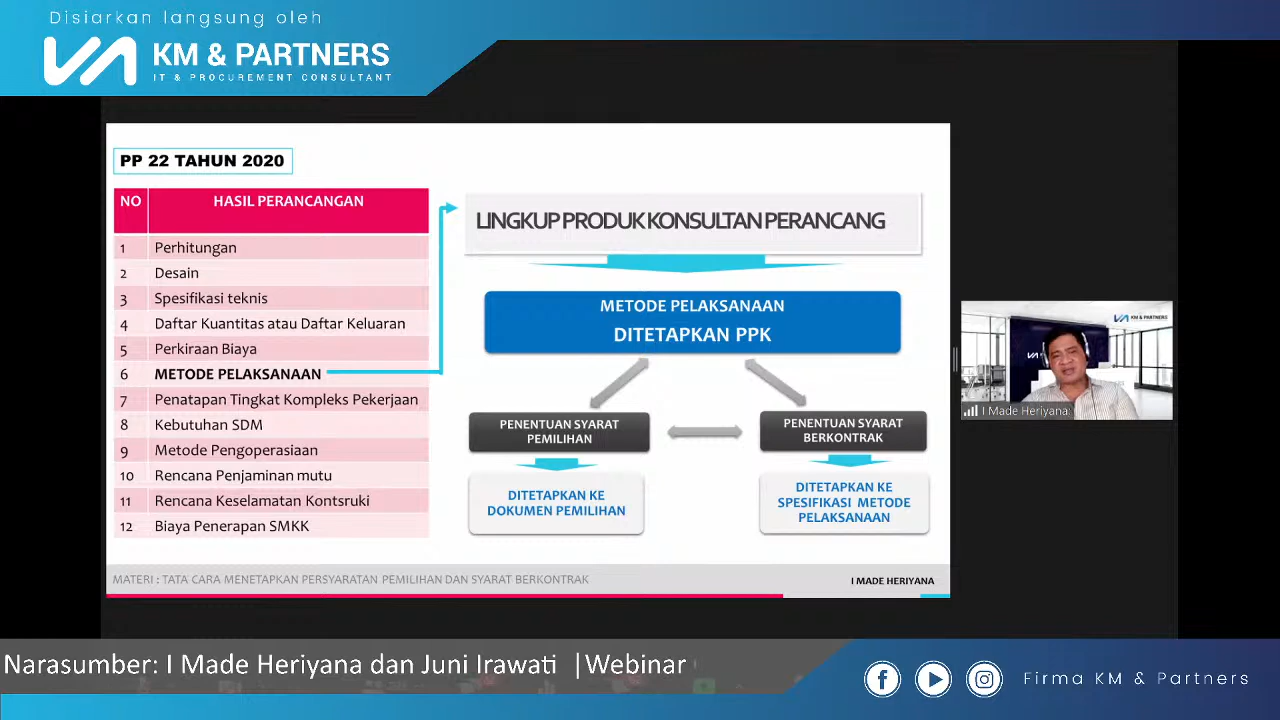 Disiarkan langsung oleh
KM & PARTNERS
IT & PROCUREMENT CONSULTANT
PP 22 TAHUN 2020
NO HASIL PERANCANGAN
1 Perhitungan
2 Desain
3 Spesifikasi teknis
4 Daftar Kuantitas atau Daftar Keluaran
5 Perkiraan Biaya
6 METODE PELAKSANAAN
7 Penatapan Tingkat Kompleks Pekerjaan
8 Kebutuhan SDM
9 Metode Pengoperasiaan
10 Rencana Penjaminan mutu
11 Rencana Keselamatan Kontsruki
12 Biaya Penerapan SMKK
LINGKUP PRODUK KONSULTAN PERANCANG
METODE PELAKSANAAN
DITETAPKAN PPK
PENENTUAN SYARAT
PEMILIHAN
PENENTUAN SYARAT
BERKONTRAK
DITETAPKAN KE
DOKUMEN PEMILIHAN
DITETAPKAN KE
SPESIFIKASI METODE
PELAKSANAAN
MATERI : TATA CARA MENETAPKAN PERSYARATAN PEMILIHAN DAN SYARAT BERKONTRAK
I MADE HERIYANA
KM & PARTNERS
I Made Heriyana:
Narasumber: I Made Heriyana dan Juni Irawati |Webinar
Firma KM & Partners